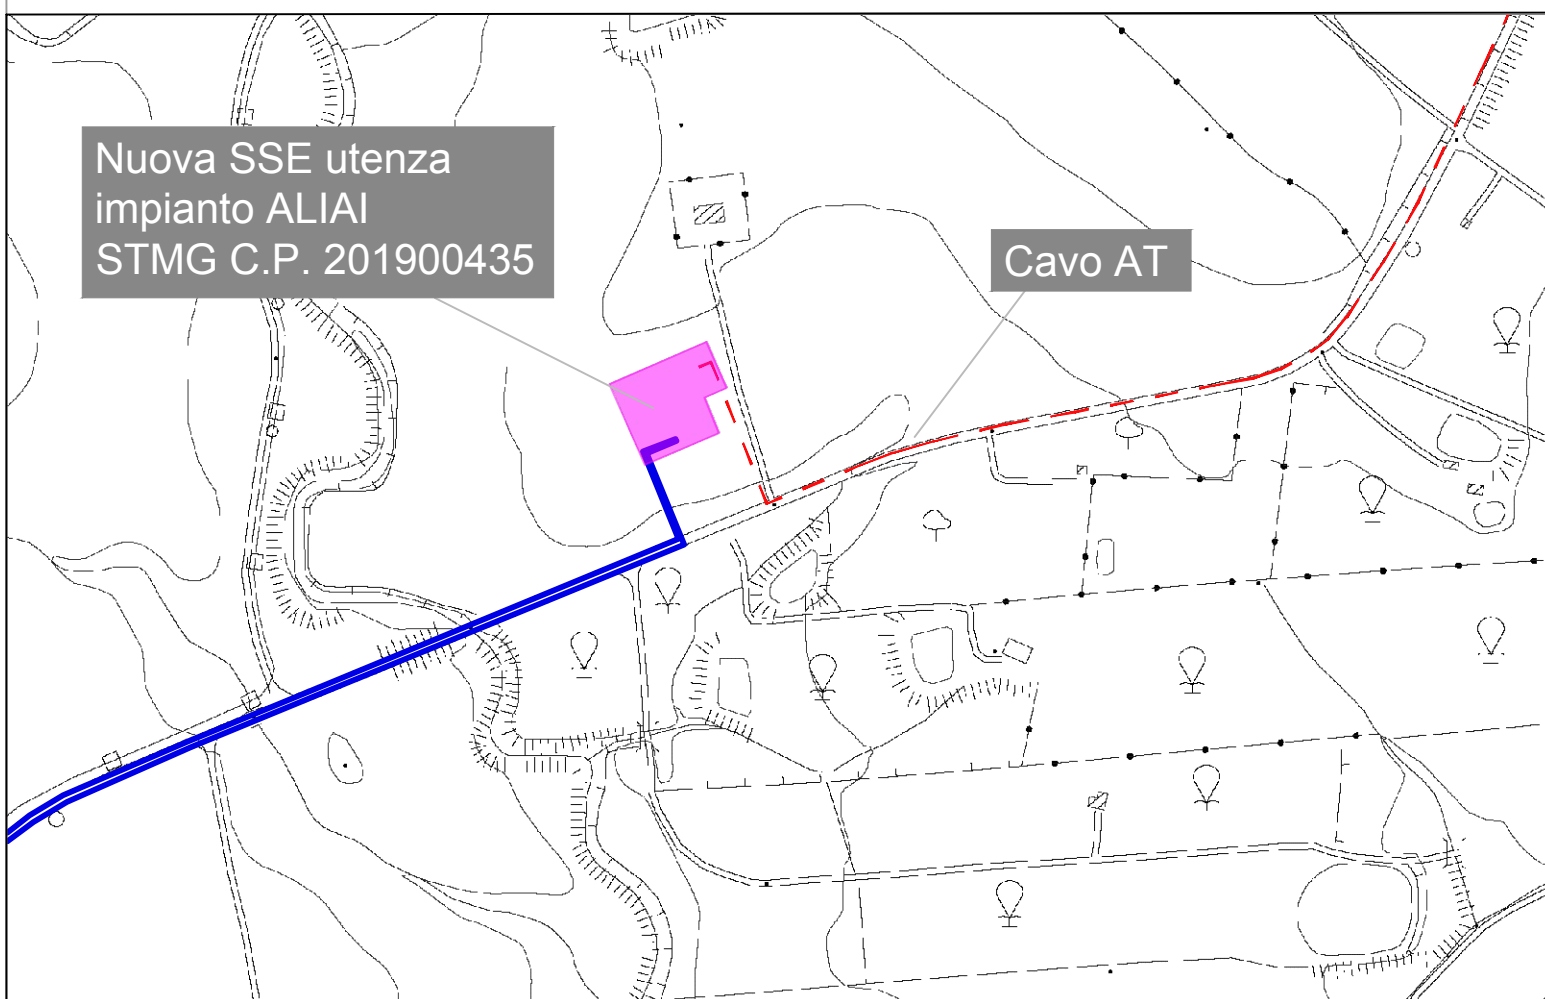 Nuova SSE utenza
impianto ALIAI
STMG C.P. 201900435
Cavo AT